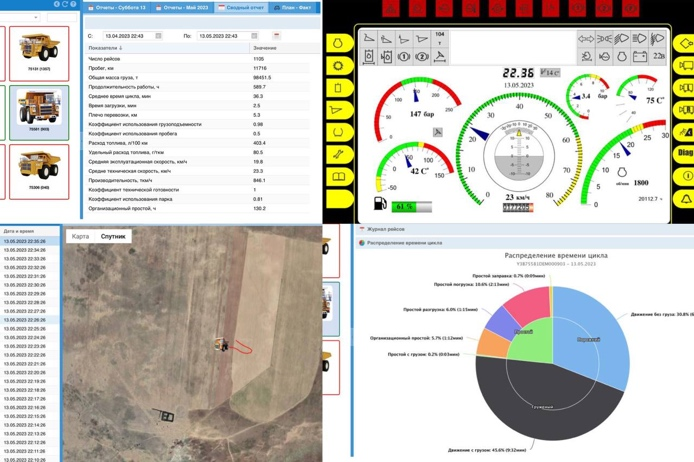 Отчеты - Суббота 13
Отчеты - Май 2023
Сводный отчет
План - Факт
С:
13.04.2023 22:43
По:
13.05.2023 22:43
Показатели ↓
Значение
Число рейсов
1105
Пробег, км
11718
Общая масса груза, т
98451.5
Продолжительность работы, ч
589.7
Среднее время цикла, мин
36.3
Время загрузки, мин
2.5
Плечо перевозки, км
5.3
Коэффициент использования грузоподъемности
0.98
Коэффициент использования пробега
0.5
Расход топлива, л/100 км
403.4
Удельный расход топлива, г/ткм
80.5
Средняя эксплуатационная скорость, км/ч
19.9
Средне техническая скорость, км/ч
23.3
Производительность, ткм/ч
846.1
Коэффициент технической готовности
1
Коэффициент использования парка
0.81
Организационный простой, ч
130.2
104
т
22.36
14 С
13.05.2023
22В
147 бар
3.4
бар
75 С
42 С
23 км/ч
61 %
об/мин
1800
20112.7
Diag
Дата и время
13.05.2023 22:35:26
13.05.2023 22:34:26
13.05.2023 22:33:26
13.05.2023 22:32:26
13.05.2023 22:31:26
13.05.2023 22:30:26
13.05.2023 22:29:26
13.05.2023 22:28:26
13.05.2023 22:27:26
13.05.2023 22:26:26
13.05.2023 22:25:26
13.05.2023 22:24:26
13.05.2023 22:23:26
13.05.2023 22:22:26
13.05.2023 22:21:26
13.05.2023 22:20:26
13.05.2023 22:19:26
13.05.2023 22:18:26
13.05.2023 22:17:26
13.05.2023 22:16:26
13.05.2023 22:15:26
13.05.2023 22:14:26
13.05.2023 22:13:26
13.05.2023 22:12:26
13.05.2023 22:11:26
13.05.2023 22:10:26
Карта
Спутник
Журнал рейсов
Распределение времени цикла
Распределение времени цикла
Простой заправка: 0.7% (0:09мин)
Простой погрузка: 10.6% (2:13мин)
Простой разгрузка: 6.0% (1:15мин)
Организационный простой: 5.7% (1:12мин)
Простой с грузом: 0.2% (0:03мин)
Движение без груза: 30.8% (6
Движение с грузом: 45.6% (9:32мин)
Простой
Порожний
Груженый